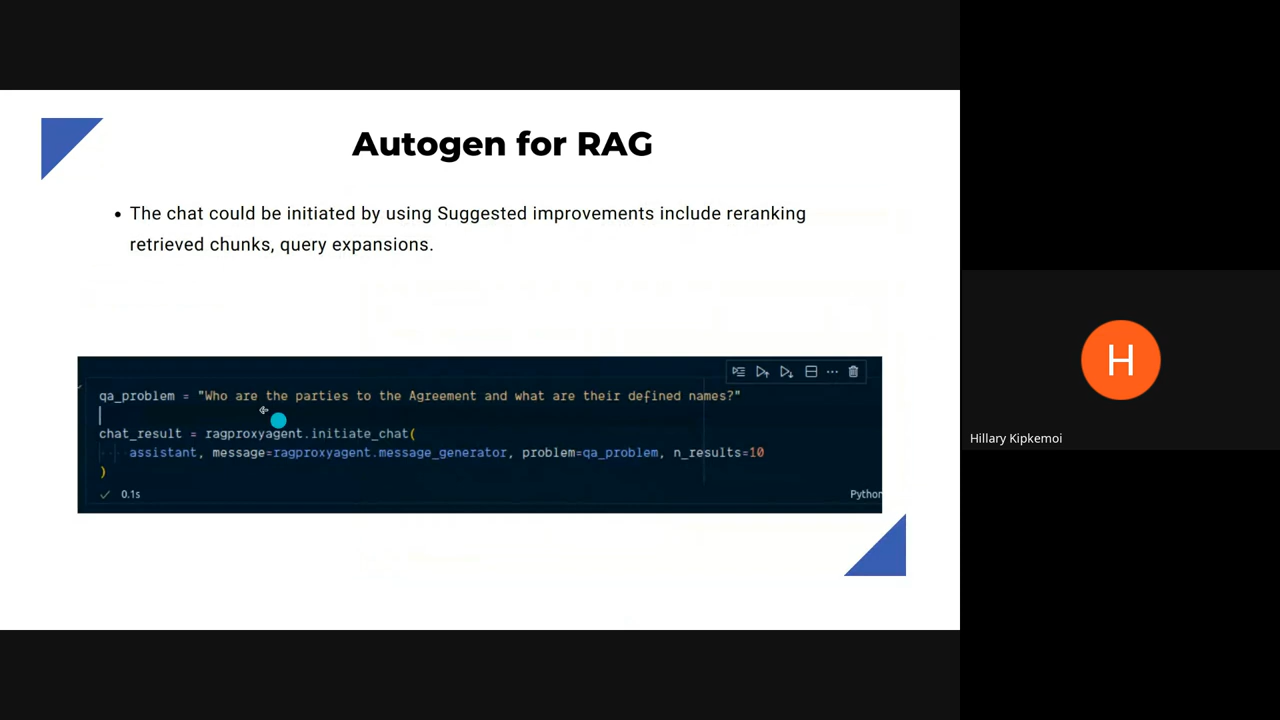 Autogen for RAG
• The chat could be initiated by using Suggested improvements include reranking
retrieved chunks, query expansions.
qa_problem = "Who are the parties to the Agreement and what are their defined names?"
chat_result = ragproxyagent.initiate_chat(
assistant, message=ragproxyagent.message_generator, problem=qa_problem, n_results=10
)
0.1s
Python
H
Hillary Kipkemoi